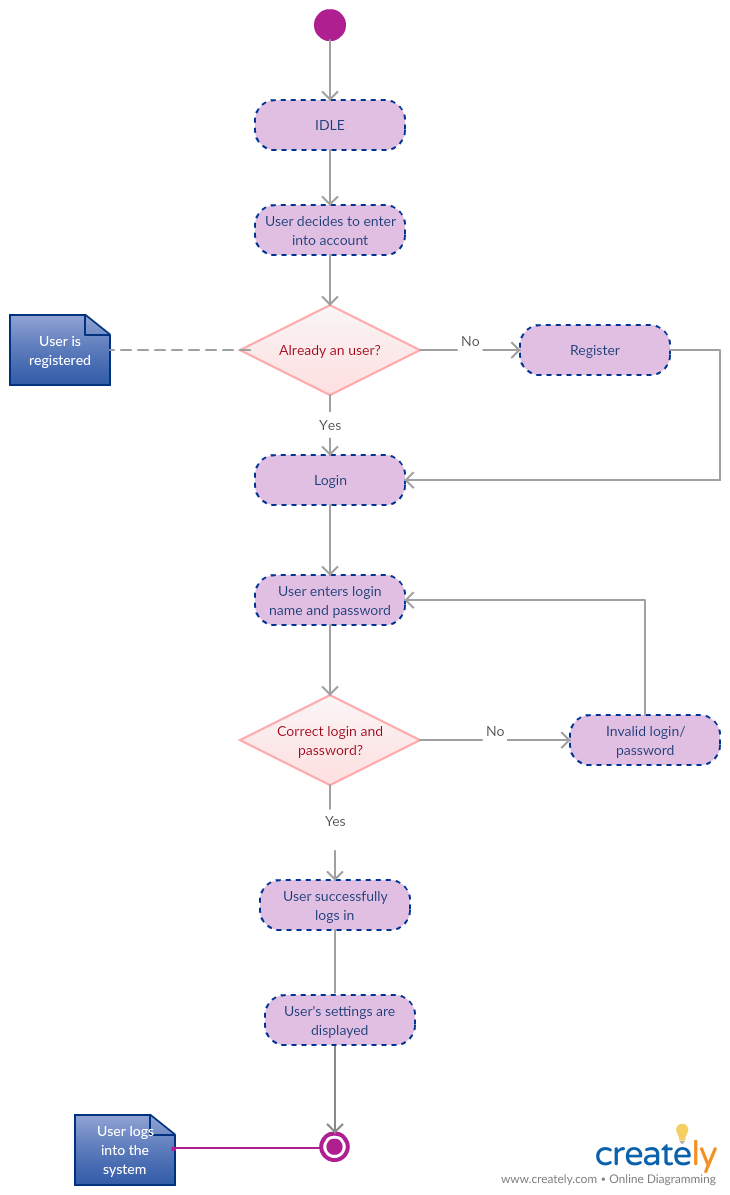 IDLE
User decides to enter
into account
User is
registered
Already an user?
No
Register
Yes
Login
User enters login
name and password
Correct login and
password?
No
Invalid login/
password
Yes
User successfully
logs in
User's settings are
displayed
User logs
into the
system
creately
www.creately.com • Online Diagramming